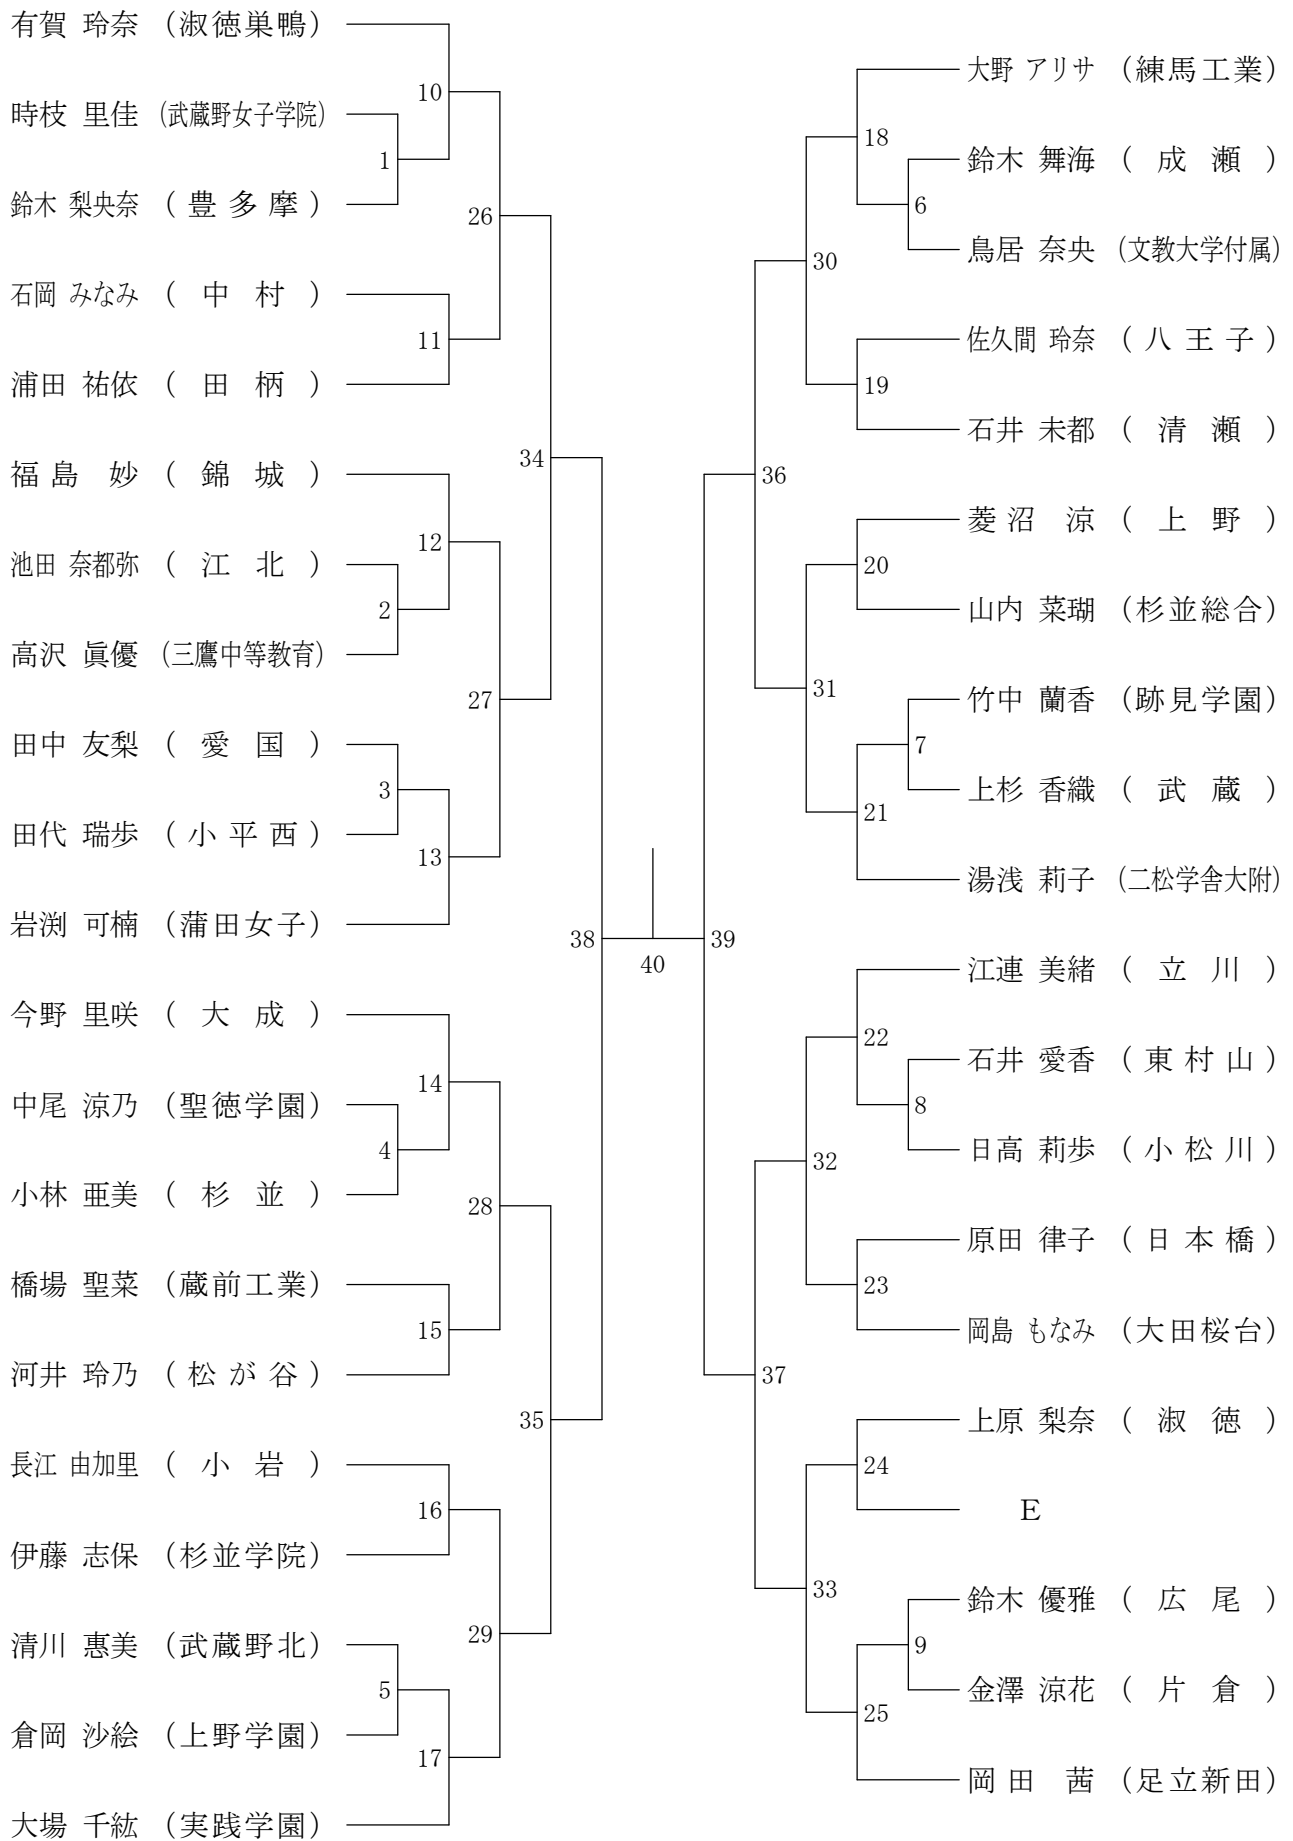 有賀 玲奈 (淑徳巣鴨)
10
時枝 里佳 (武蔵野女子学院)
1
鈴木 梨央奈 (豊多摩)
26
石岡 みなみ (中村)
11
浦田 祐依 (田柄)
34
福島 妙 (錦城)
12
池田 奈都弥 (江北)
2
高沢 眞優 (三鷹中等教育)
27
田中 友梨 (愛国)
3
田代 瑞歩 (小平西)
13
岩渕 可楠 (蒲田女子)
38
今野 里咲 (大成)
14
中尾 涼乃 (聖徳学園)
4
小林 亜美 (杉並)
28
橋場 聖菜 (蔵前工業)
15
河井 玲乃 (松が谷)
35
長江 由加里 (小岩)
16
伊藤 志保 (杉並学院)
29
清川 惠美 (武蔵野北)
5
倉岡 沙絵 (上野学園)
17
大場 千紘 (実践学園)
40
大野 アリサ (練馬工業)
18
鈴木 舞海 (成瀬)
6
鳥居 奈央 (文教大学付属)
30
佐久間 玲奈 (八王子)
19
石井 未都 (清瀬)
36
菱沼 涼 (上野)
20
山内 菜瑚 (杉並総合)
31
竹中 蘭香 (跡見学園)
7
上杉 香織 (武蔵)
21
湯浅 莉子 (二松学舎大附)
39
江連 美緒 (立川)
22
石井 愛香 (東村山)
8
日高 莉歩 (小松川)
32
原田 律子 (日本橋)
23
岡島 もなみ (大田桜台)
37
上原 梨奈 (淑徳)
24
E
33
鈴木 優雅 (広尾)
9
金澤 涼花 (片倉)
25
岡田 茜 (足立新田)